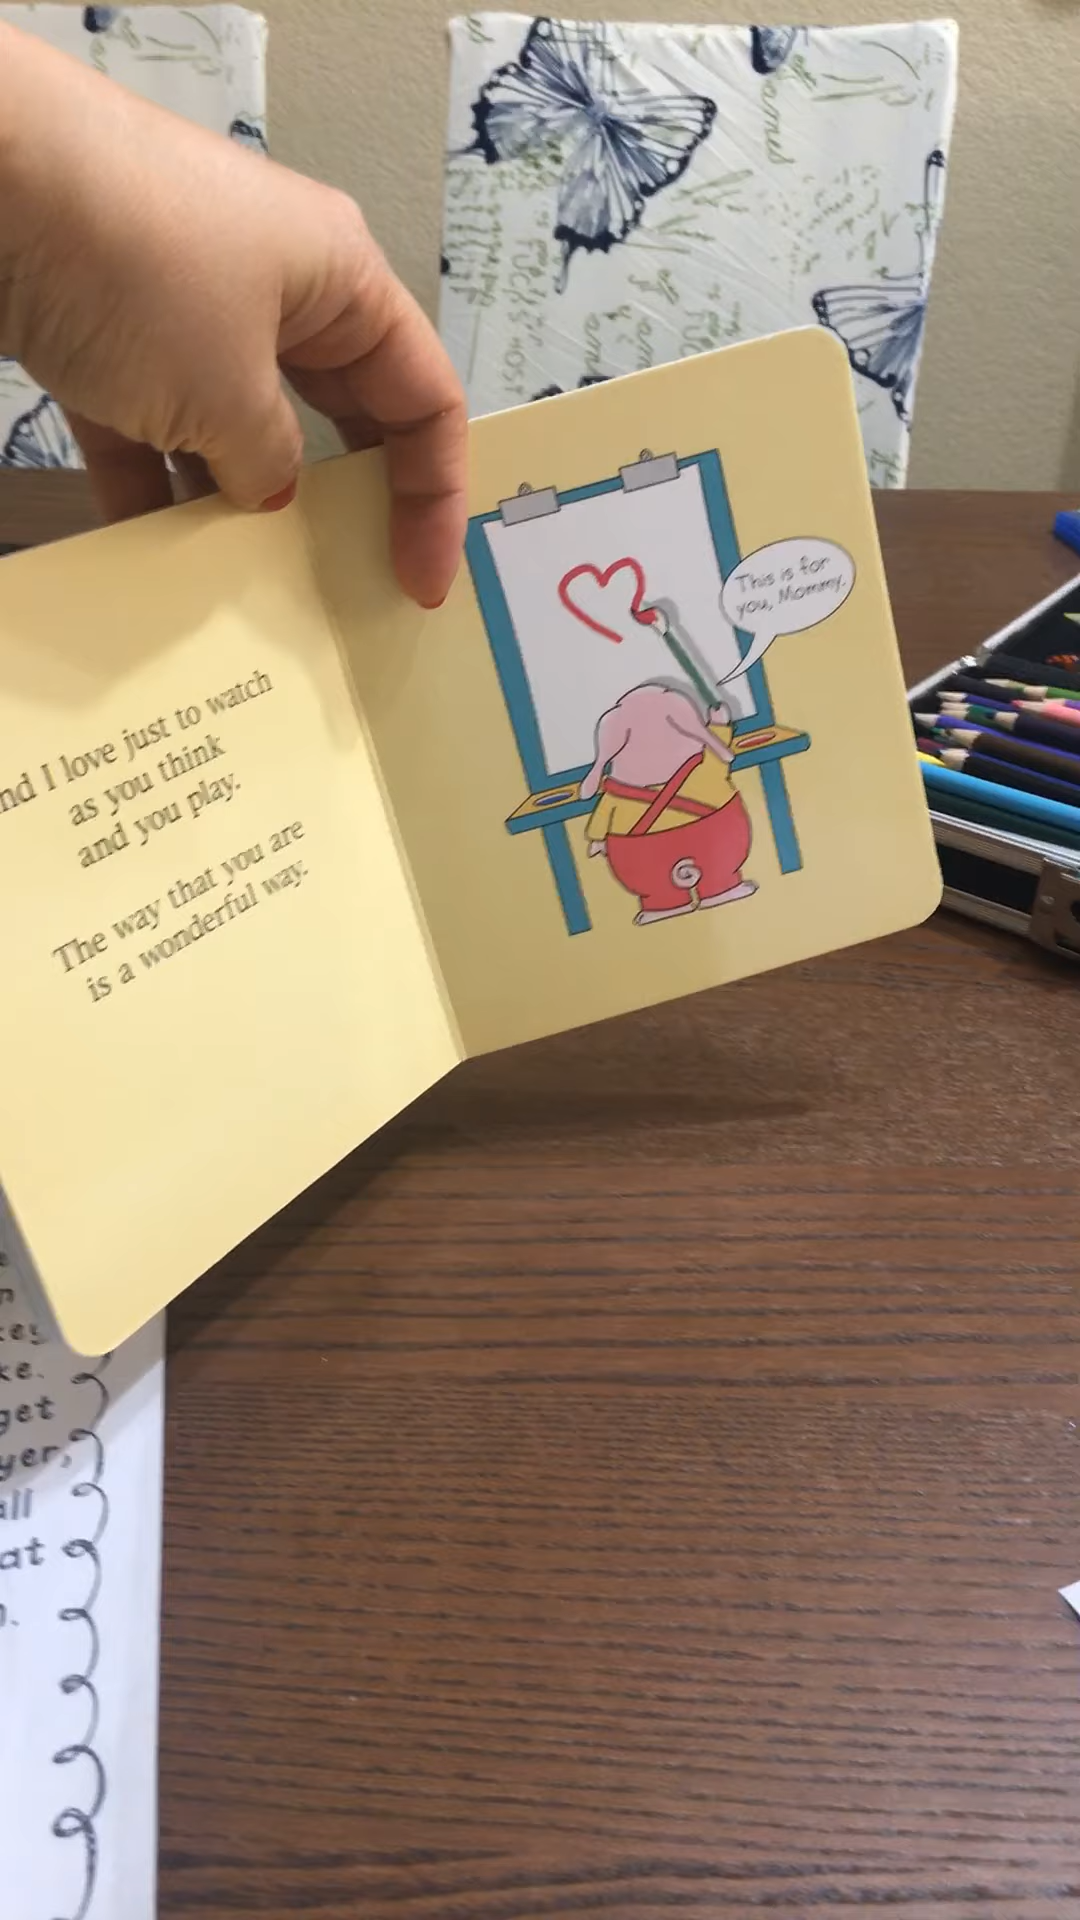 nd I love just to watch
as you think
and you play.
The way that you are
is a wonderful way.
This is for
you, Mommy.
get
yer,
all
at